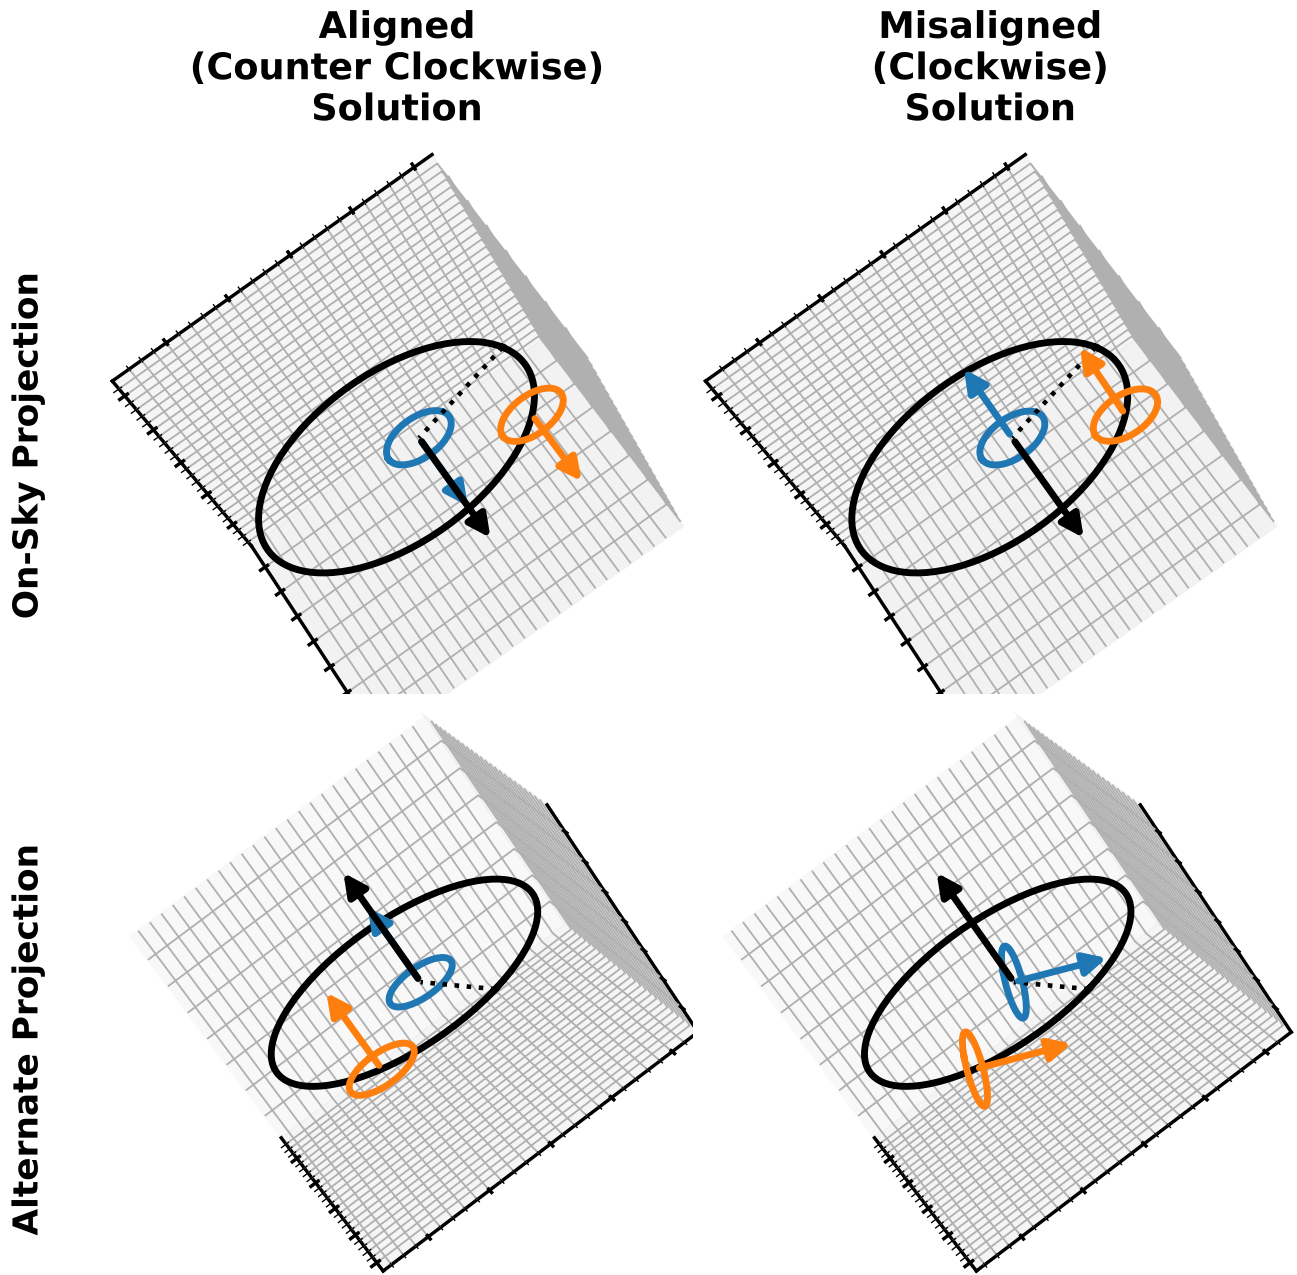 Aligned
(Counter Clockwise)
Solution
Misaligned
(Clockwise)
Solution
On-Sky Projection
Alternate Projection